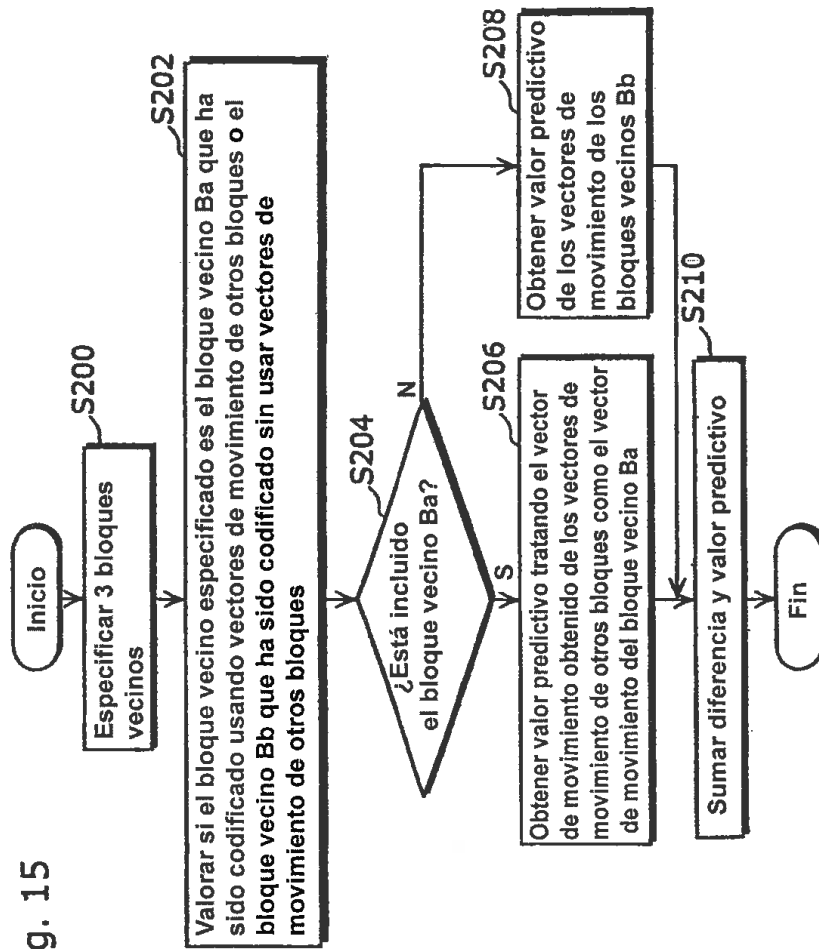 g. 15
Inicio
S200
Especificar 3 bloques
vecinos
S202
Valorar si el bloque vecino especificado es el bloque vecino Ba que ha
sido codificado usando vectores de movimiento de otros bloques o el
bloque vecino Bb que ha sido codificado sin usar vectores de
movimiento de otros bloques
S204
¿Está incluido
el bloque vecino Ba?
N
S
S206
Obtener valor predictivo tratando el vector
de movimiento obtenido de los vectores de
movimiento de otros bloques como el vector
de movimiento del bloque vecino Ba
S208
Obtener valor predictivo
de los vectores de
movimiento de los
bloques vecinos Bb
S210
Sumar diferencia y valor predictivo
Fin